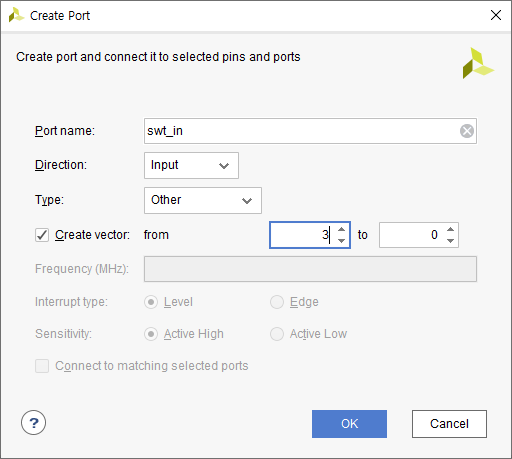 Create Port
Create port and connect it to selected pins and ports
Port name: swt_in
Direction: Input
Type: Other
Create vector: from 3 to 0
Frequency (MHz):
Interrupt type: Level Edge
Sensitivity: Active High Active Low
Connect to matching selected ports
? OK Cancel